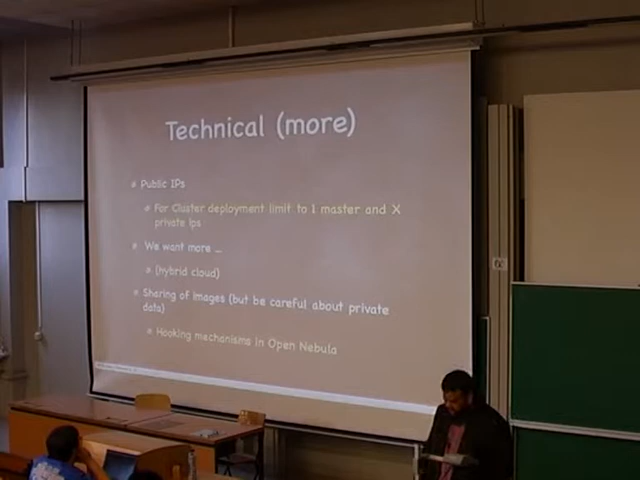 Technical (more)
Public IPs
For Cluster deployment limit to 1 master and X
private ips
We want more ...
(hybrid cloud)
Sharing of images (but be careful about private
data)
Hooking mechanisms in Open Nebula